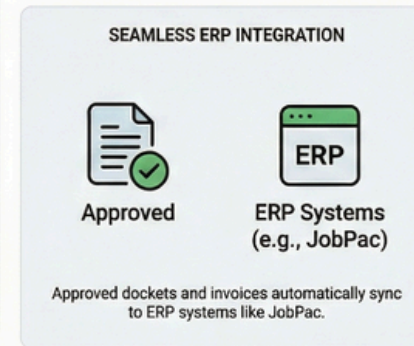 SEAMLESS ERP INTEGRATION
ERP
Approved
ERP Systems
(e.g., JobPac)
Approved dockets and invoices automatically sync
to ERP systems like JobPac.